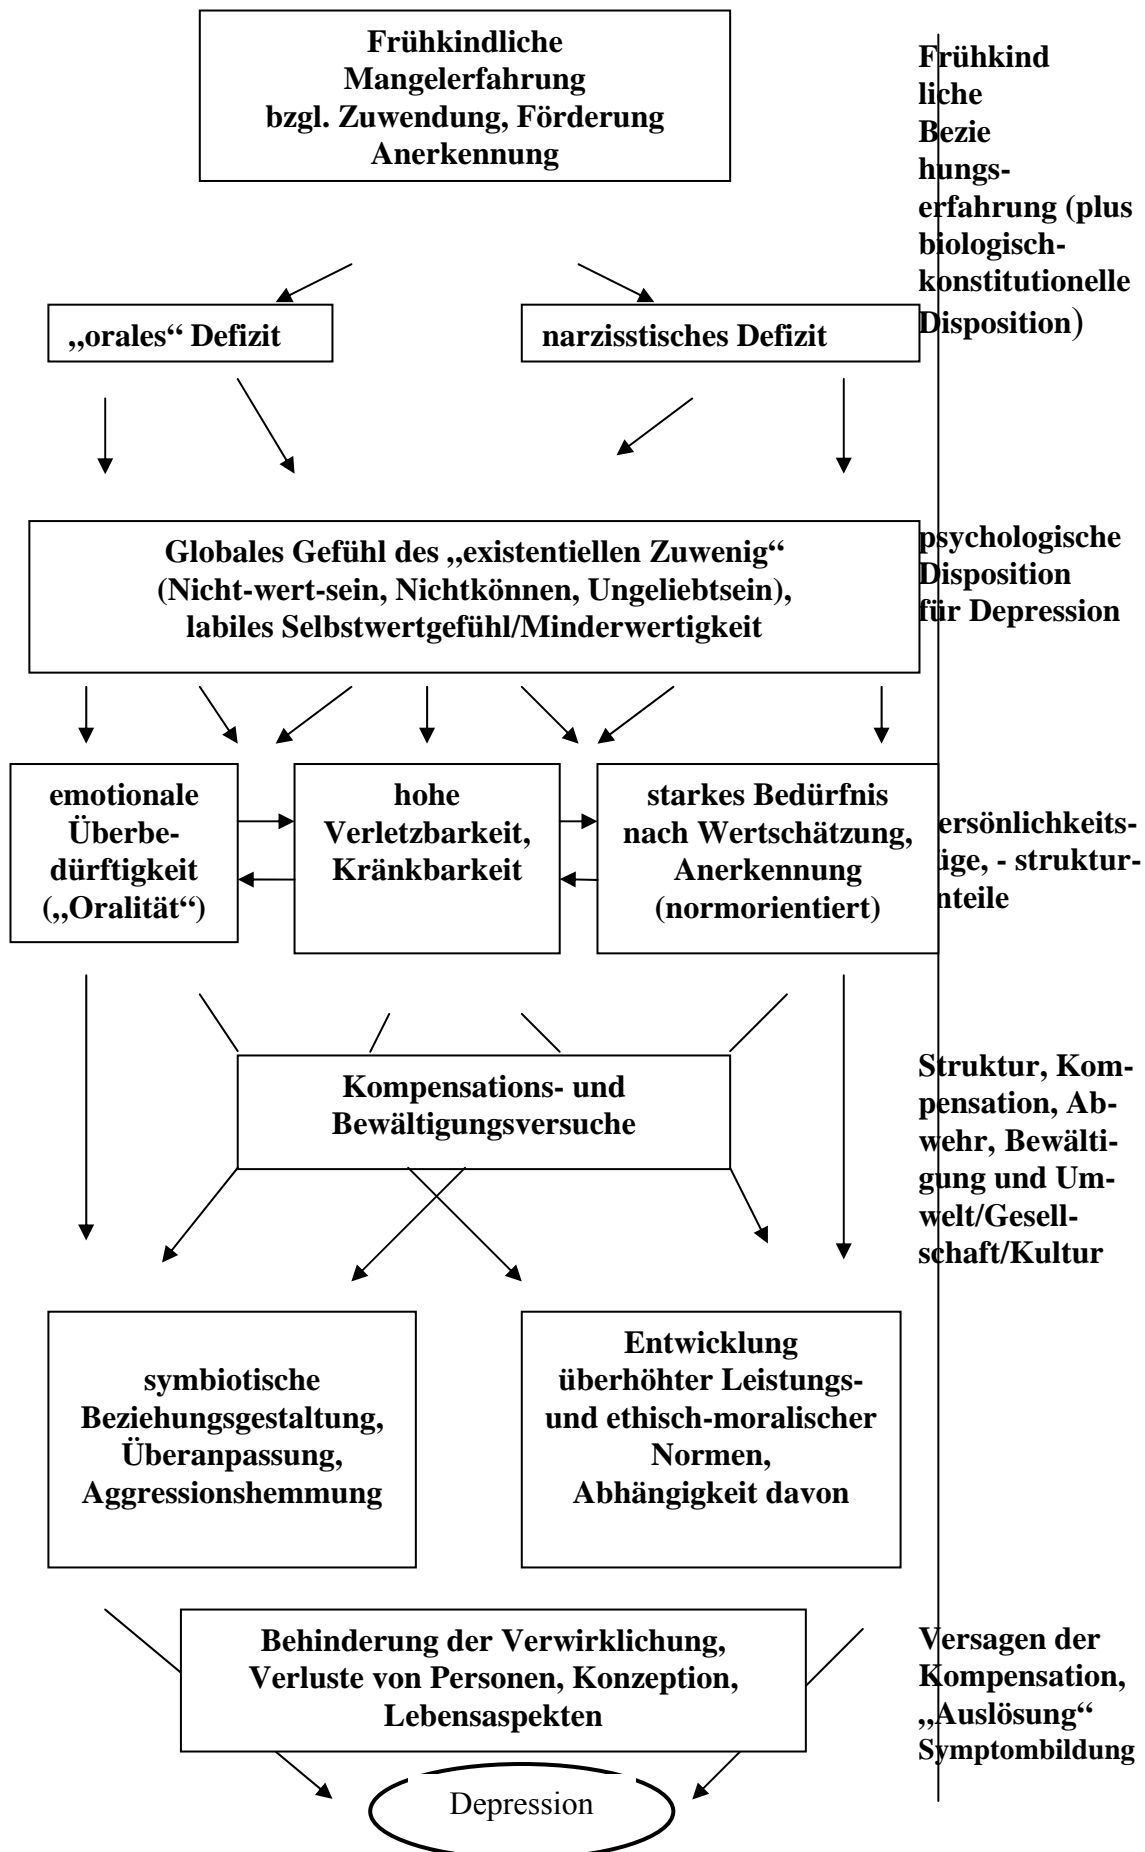 Frühkindliche
Mangelerfahrung
bzgl. Zuwendung, Förderung
Anerkennung
Frühkind
liche
Bezie
hungs-
erfahrung (plus
biologisch-
konstitutionelle
Disposition)
„orales“ Defizit
narzisstisches Defizit
Globales Gefühl des „existentiellen Zuwenig“
(Nicht-wert-sein, Nichtkönnen, Ungeliebtsein),
labiles Selbstwertgefühl/Minderwertigkeit
psychologische
Disposition
für Depression
emotionale
Überbe-
dürftigkeit
(„Oralität“)
hohe
Verletzbarkeit,
Kränkbarkeit
starkes Bedürfnis
nach Wertschätzung,
Anerkennung
(normorientiert)
ersönlichkeits-
üge, - struktur-
nteile
Kompensations- und
Bewältigungsversuche
Struktur, Kom-
pensation, Ab-
wehr, Bewälti-
gung und Um-
welt/Gesell-
schaft/Kultur
symbiotische
Beziehungsgestaltung,
Überanpassung,
Aggressionshemmung
Entwicklung
überhöhter Leistungs-
und ethisch-moralischer
Normen,
Abhängigkeit davon
Behinderung der Verwirklichung,
Verluste von Personen, Konzeption,
Lebensaspekten
Versagen der
Kompensation,
„Auslösung“
Symptombildung
Depression